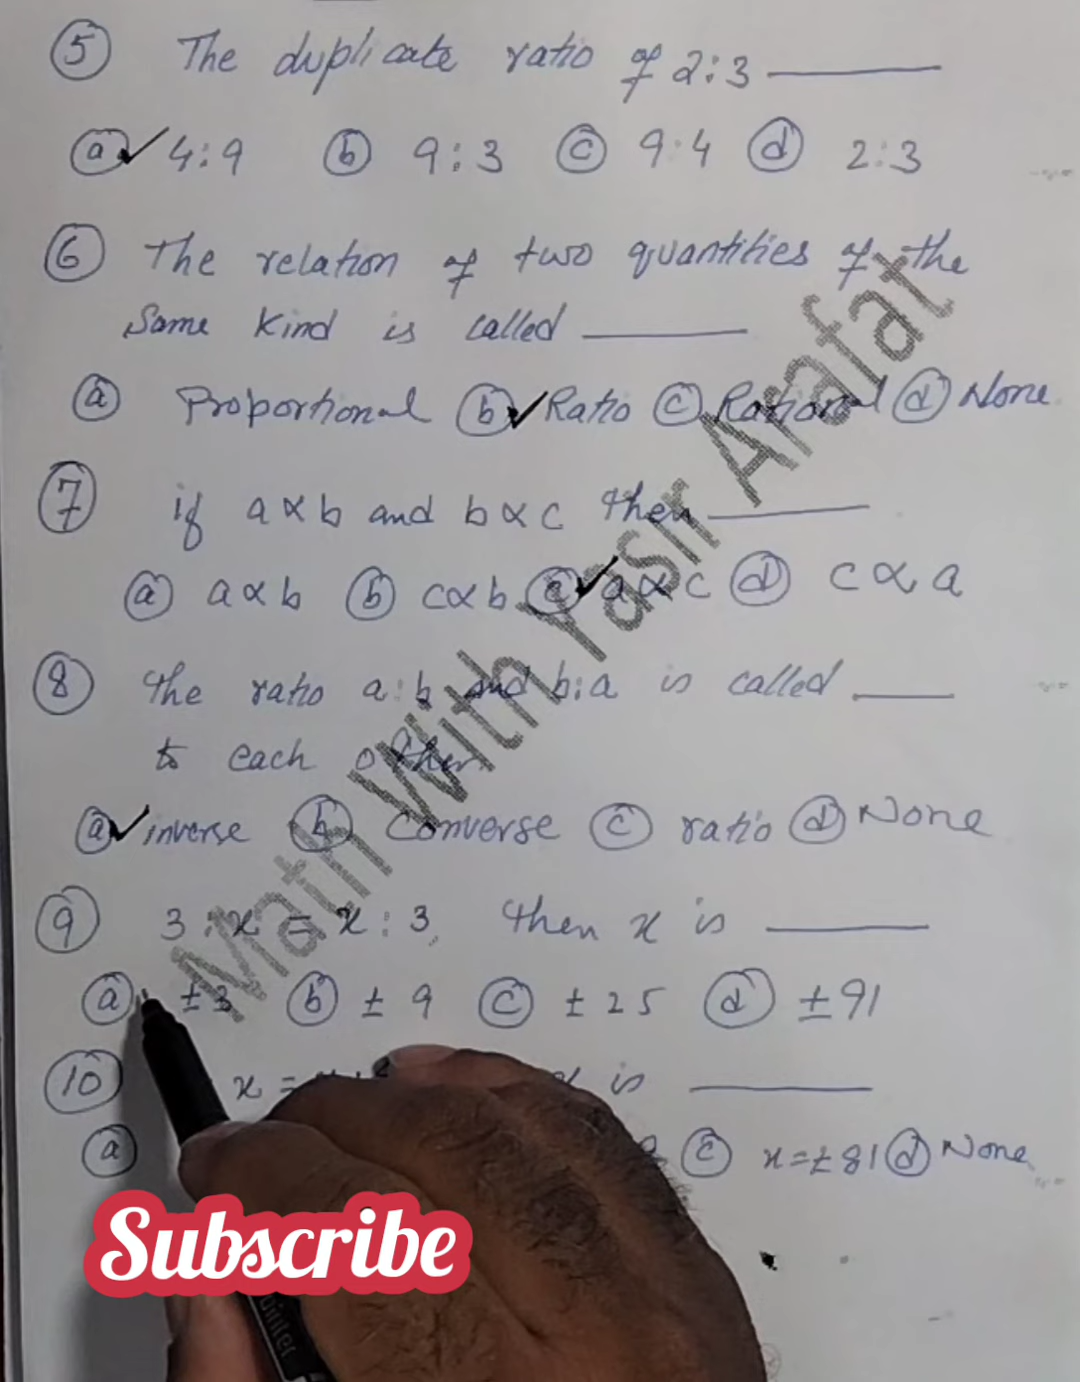 5 The duplicate ratio of 2:3 ______
a 4:9 b 9:3 c 9:4 d 2:3
6 The relation of two quantities of the
Same Kind is called ______
a Proportional b Ratio c Rational d None
7 if a∝b and b∝c then ______
a a∝b b c∝b c a∝c d c∝a
8 the ratio a:b and b:a is called ______
to each other.
a inverse b Converse c ratio d None
9 3:x = x:3, then x is ______
a ±3 b ±9 c ±25 d ±91
10 x = x is ______
a c x=±81 d None
Math With Yasir Arafat
Subscribe